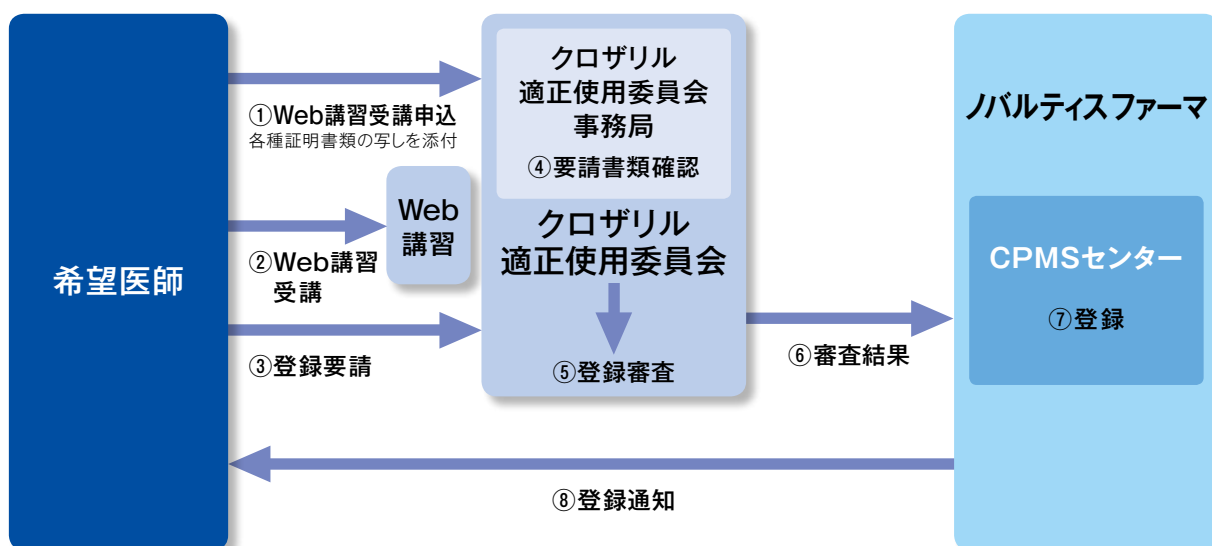 希望医師
①Web講習受講申込
各種証明書類の写しを添付
②Web講習
受講
Web
講習
③登録要請
クロザリル
適正使用委員会
事務局
④要請書類確認
クロザリル
適正使用委員会
⑤登録審査
⑥審査結果
ノバルティスファーマ
CPMSセンター
⑦登録
⑧登録通知